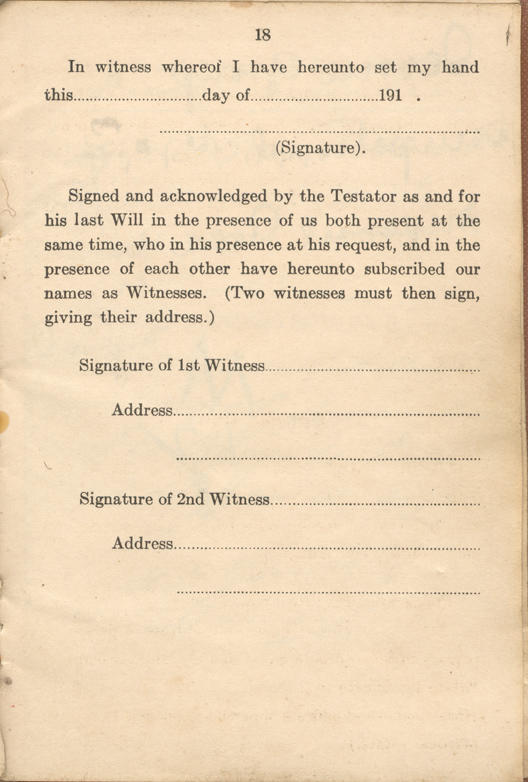 18
In witness whereof I have hereunto set my hand
this..............................day of..............................191 .
..............................................................................
(Signature).
Signed and acknowledged by the Testator as and for
his last Will in the presence of us both present at the
same time, who in his presence at his request, and in the
presence of each other have hereunto subscribed our
names as Witnesses. (Two witnesses must then sign,
giving their address.)
Signature of 1st Witness....................................................
Address...........................................................................
..........................................................................
Signature of 2nd Witness...................................................
Address...........................................................................
..........................................................................